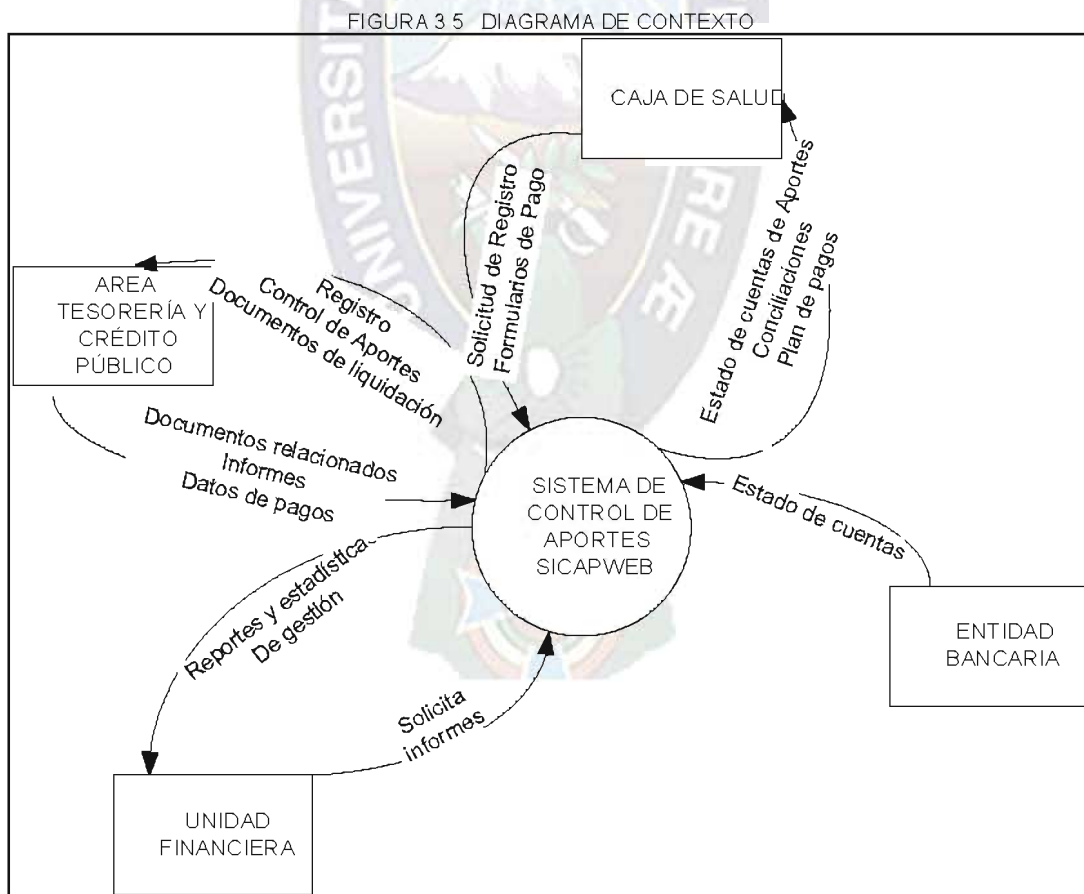 FIGURA 3 5 DIAGRAMA DE CONTEXTO
CAJA DE SALUD
Solicitud de Registro
Formularios de Pago
Estado de cuentas de Aportes
Conciliaciones
Plan de pagos
AREA
TESORERÍA Y
CRÉDITO
PÚBLICO
Registro
Control de Aportes
Documentos de liquidación
Documentos relacionados
Informes
Datos de pagos
SISTEMA DE
CONTROL DE
APORTES
SICAPWEB
Estado de cuentas
ENTIDAD
BANCARIA
Reportes y estadística
De gestión
Solicita
informes
UNIDAD
FINANCIERA